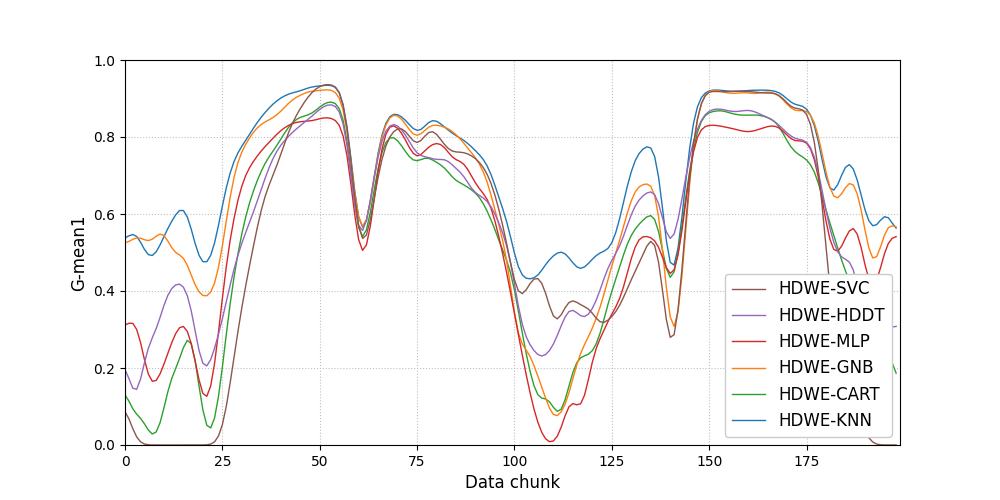 1.0
0.8
0.6
0.4
0.2
0.0
G-mean1
0
25
50
75
100
125
150
175
Data chunk
HDWE-SVC
HDWE-HDDT
HDWE-MLP
HDWE-GNB
HDWE-CART
HDWE-KNN